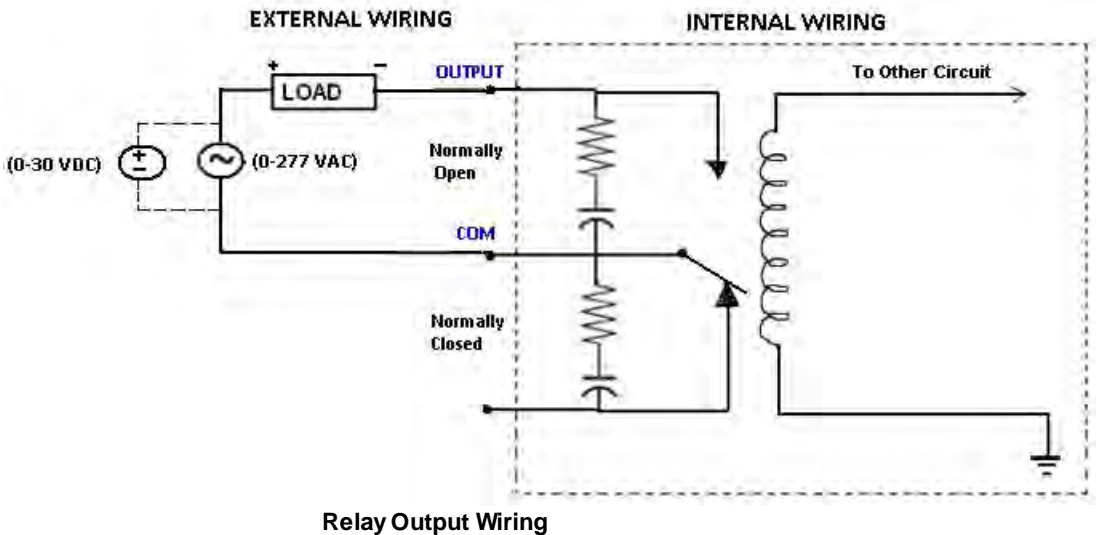 EXTERNAL WIRING
INTERNAL WIRING
+ −
LOAD
OUTPUT
To Other Circuit
(0-30 VDC)
+
−
~
(0-277 VAC)
Normally
Open
COM
Normally
Closed
Relay Output Wiring